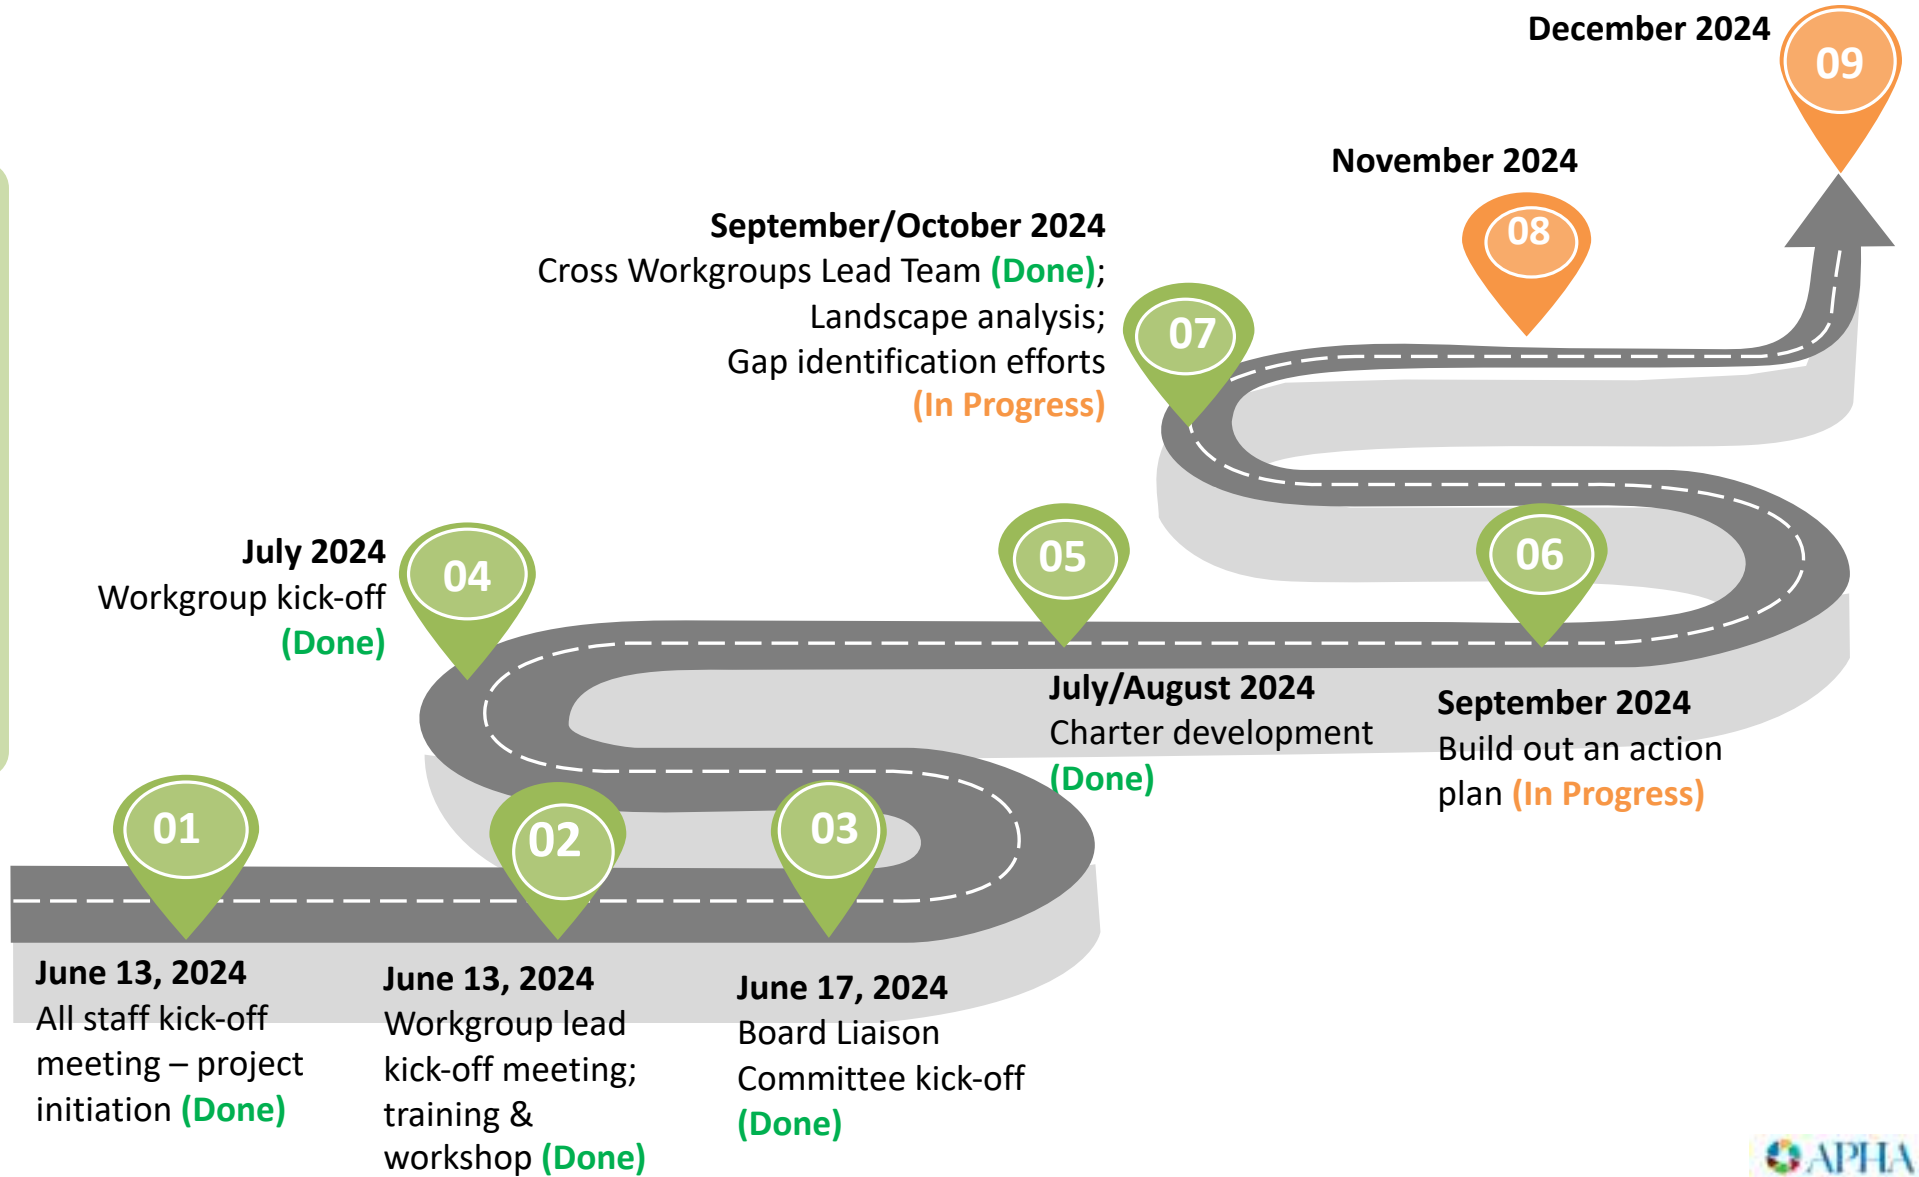 December 2024
09
November 2024
08
September/October 2024
Cross Workgroups Lead Team (Done);
Landscape analysis;
Gap identification efforts
(In Progress)
07
July 2024
Workgroup kick-off
(Done)
04
05
06
July/August 2024
Charter development
(Done)
September 2024
Build out an action
plan (In Progress)
01
02
03
June 13, 2024
All staff kick-off
meeting – project
initiation (Done)
June 13, 2024
Workgroup lead
kick-off meeting;
training &
workshop (Done)
June 17, 2024
Board Liaison
Committee kick-off
(Done)
APHA